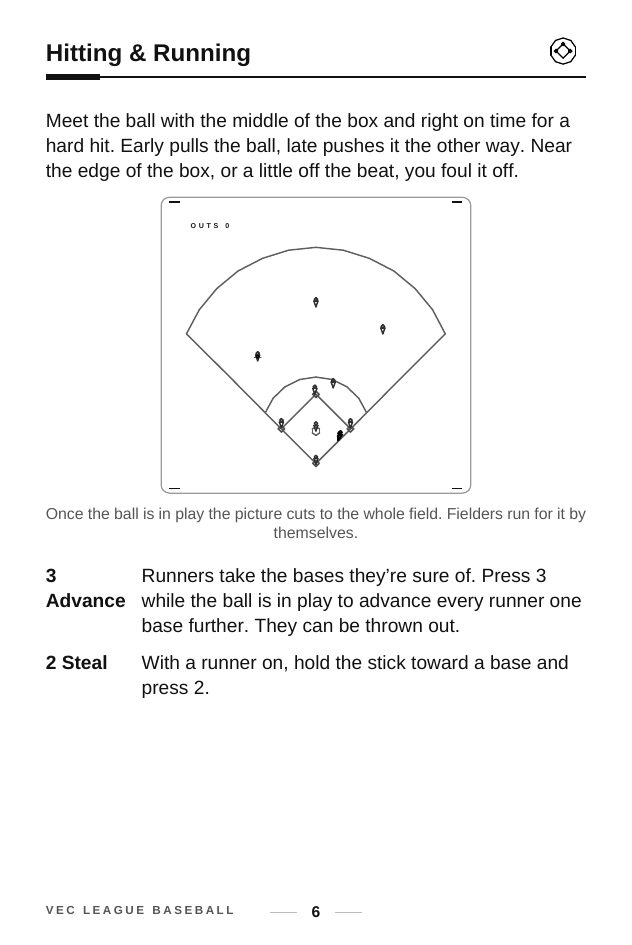 Hitting & Running
Meet the ball with the middle of the box and right on time for a
hard hit. Early pulls the ball, late pushes it the other way. Near
the edge of the box, or a little off the beat, you foul it off.
OUTS 0
Once the ball is in play the picture cuts to the whole field. Fielders run for it by
themselves.
3 Advance
Runners take the bases they’re sure of. Press 3
while the ball is in play to advance every runner one
base further. They can be thrown out.
2 Steal
With a runner on, hold the stick toward a base and
press 2.
VEC LEAGUE BASEBALL
6